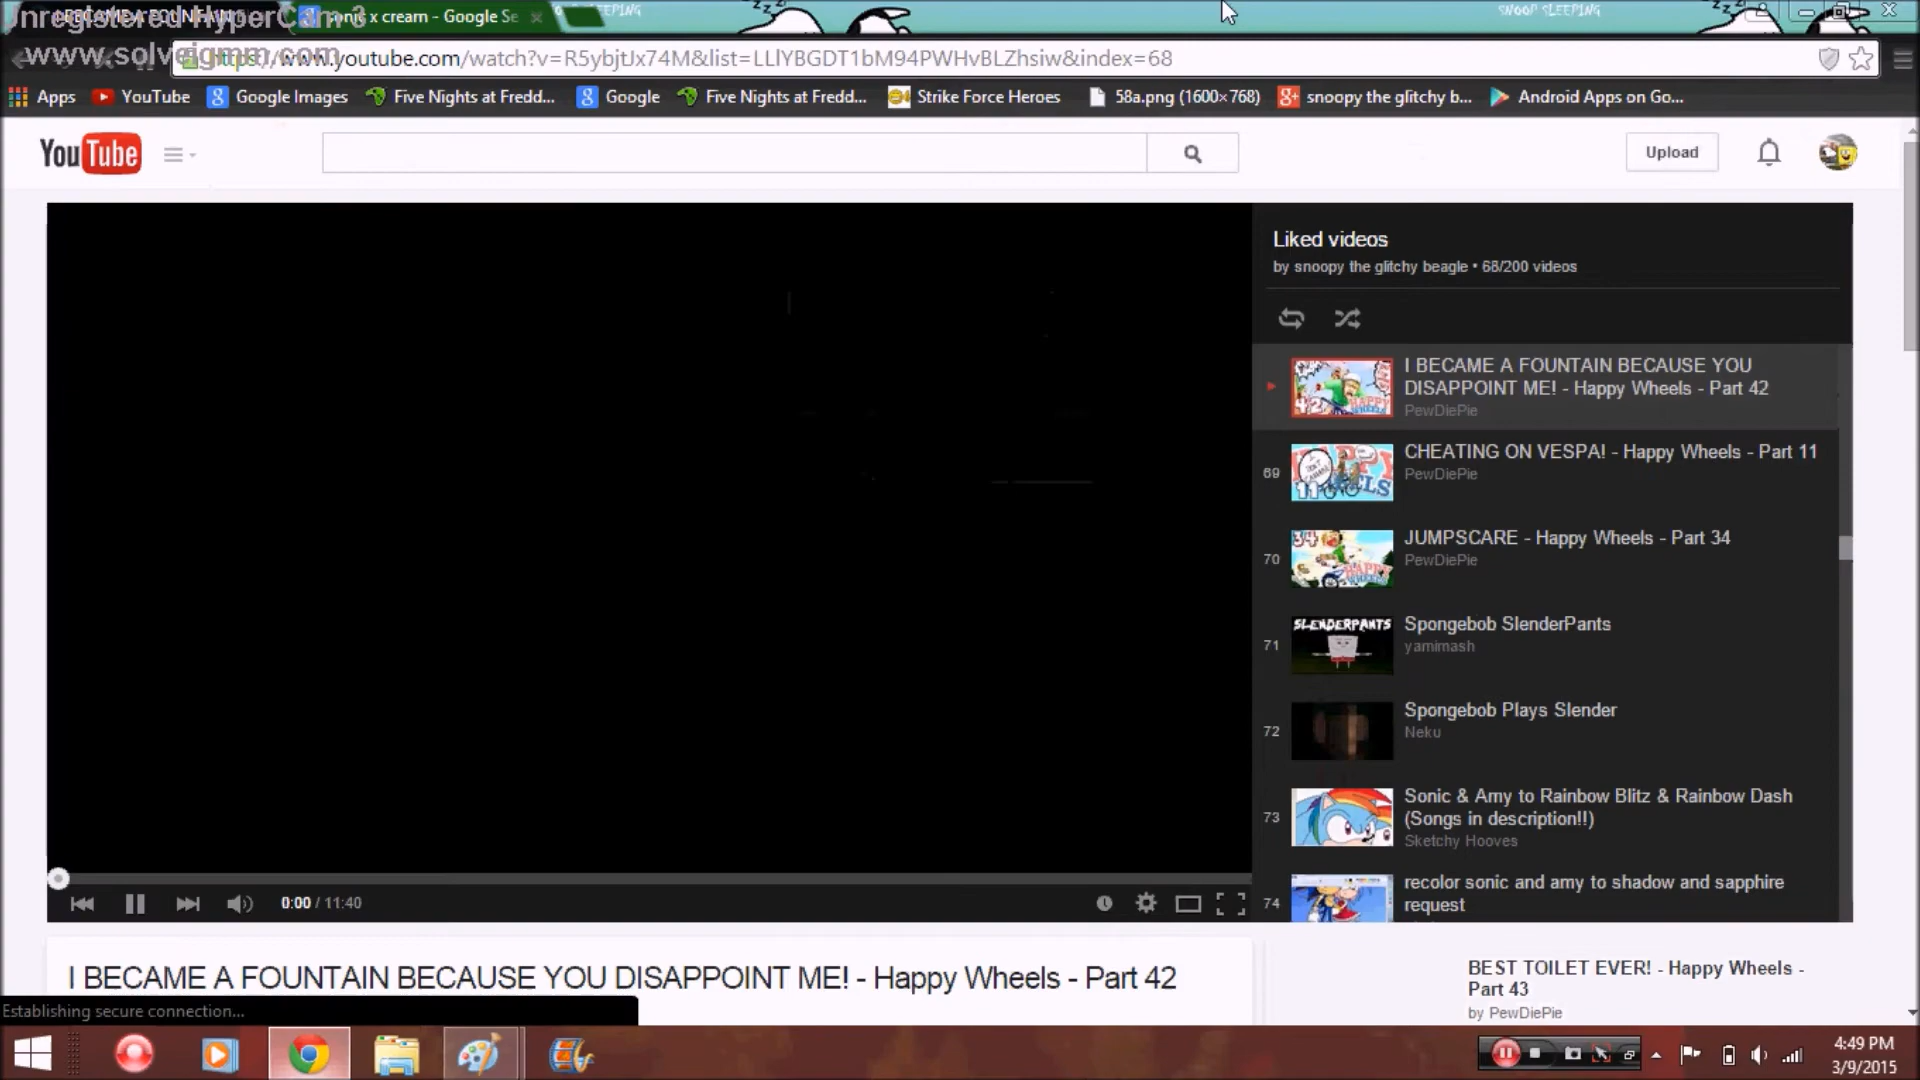 Unregistered HyperCam 3
sonic x cream - Google Se
SNOOP SLEEPING
www.solveigmm.com
https://www.youtube.com/watch?v=R5ybjtJx74M&list=LLlYBGDT1bM94PWHvBLZhsiw&index=68
Apps YouTube Google Images Five Nights at Fredd... Google Five Nights at Fredd... Strike Force Heroes 58a.png (1600×768) snoopy the glitchy b... Android Apps on Go...
YouTube Upload
Liked videos
by snoopy the glitchy beagle • 68/200 videos
I BECAME A FOUNTAIN BECAUSE YOU
DISAPPOINT ME! - Happy Wheels - Part 42
PewDiePie
69 CHEATING ON VESPA! - Happy Wheels - Part 11
PewDiePie
70 JUMPSCARE - Happy Wheels - Part 34
PewDiePie
SLENDERPANTS
71 Spongebob SlenderPants
yamimash
72 Spongebob Plays Slender
Neku
73 Sonic & Amy to Rainbow Blitz & Rainbow Dash
(Songs in description!!)
Sketchy Hooves
74 recolor sonic and amy to shadow and sapphire
request
0:00 / 11:40
I BECAME A FOUNTAIN BECAUSE YOU DISAPPOINT ME! - Happy Wheels - Part 42
BEST TOILET EVER! - Happy Wheels -
Part 43
by PewDiePie
Establishing secure connection...
4:49 PM
3/9/2015